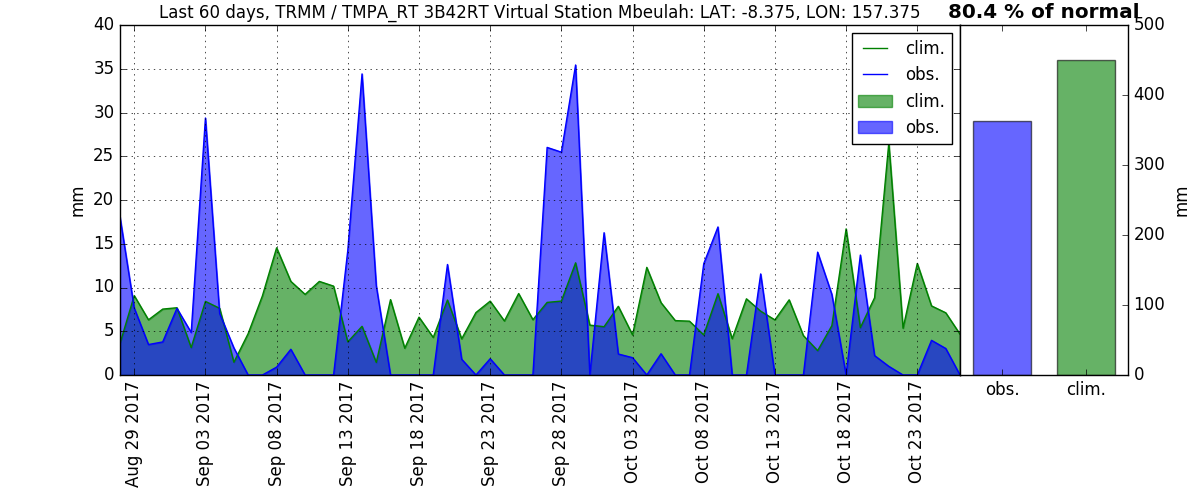 Last 60 days, TRMM / TMPA_RT 3B42RT Virtual Station Mbeulah: LAT: -8.375, LON: 157.375
80.4 % of normal
40
35
30
25
20
15
10
5
0
mm
clim.
obs.
clim.
obs.
Aug 29 2017
Sep 03 2017
Sep 08 2017
Sep 13 2017
Sep 18 2017
Sep 23 2017
Sep 28 2017
Oct 03 2017
Oct 08 2017
Oct 13 2017
Oct 18 2017
Oct 23 2017
500
400
300
200
100
0
mm
obs.
clim.